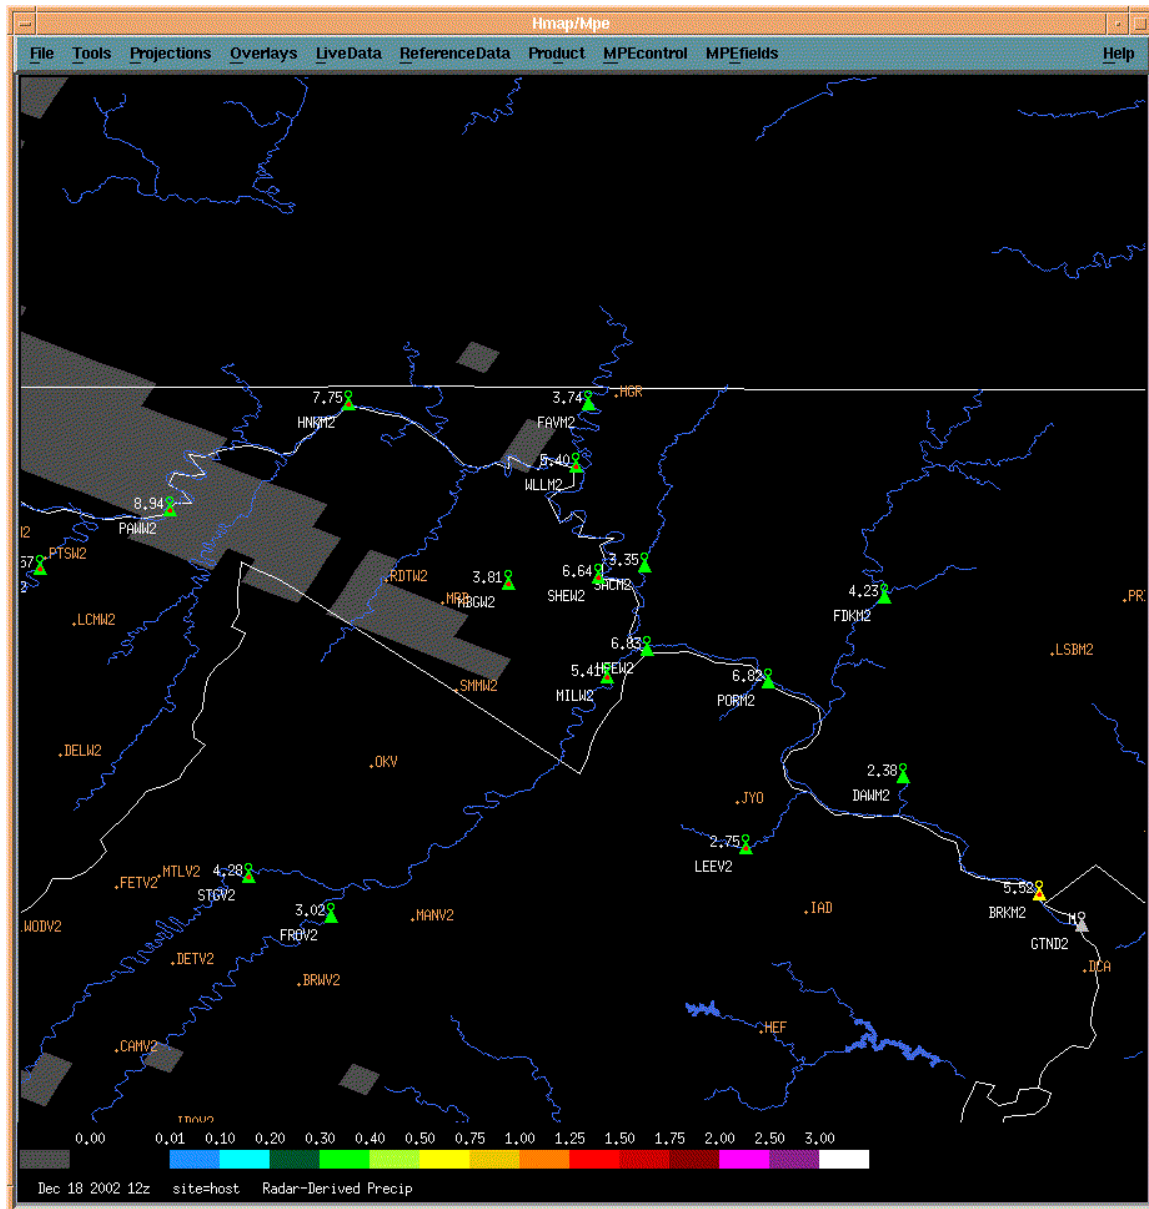 Hmap/Mpe
File Tools Projections Overlays LiveData ReferenceData Product MPEcontrol MPEfields Help
HGR
7.75
3.74
HNKM2
FAVM2
5.40
WLLM2
8.94
PAWW2
PTSW2
RDTW2
3.81
6.64
3.35
SACM2
SHEW2
4.23
FDKM2
LCMW2
LSBM2
6.83
HFEW2
5.41
MILW2
6.82
PORM2
SMMW2
DELW2
OKV
2.38
DAWM2
JYO
2.75
LEEV2
MTLV2
FETV2
4.28
STGV2
5.52
BRKM2
3.02
FROV2
MANV2
IAD
WODV2
M
GTND2
DETV2
DCA
BRWV2
HEF
CAMV2
0.00 0.01 0.10 0.20 0.30 0.40 0.50 0.75 1.00 1.25 1.50 1.75 2.00 2.50 3.00
Dec 18 2002 12z site=host Radar-Derived Precip